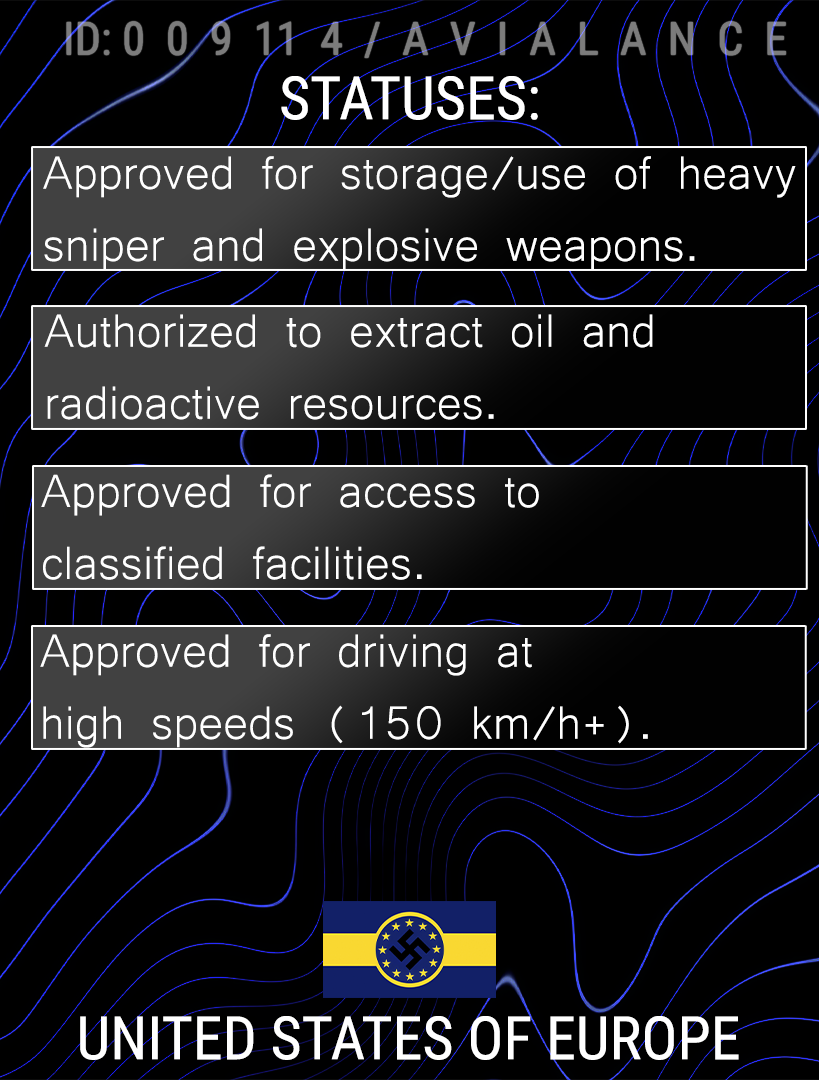 ID: 0 0 9 11 4 / A V I A L A N C E
STATUSES:
Approved for storage/use of heavy
sniper and explosive weapons.
Authorized to extract oil and
radioactive resources.
Approved for access to
classified facilities.
Approved for driving at
high speeds (150 km/h+).
UNITED STATES OF EUROPE